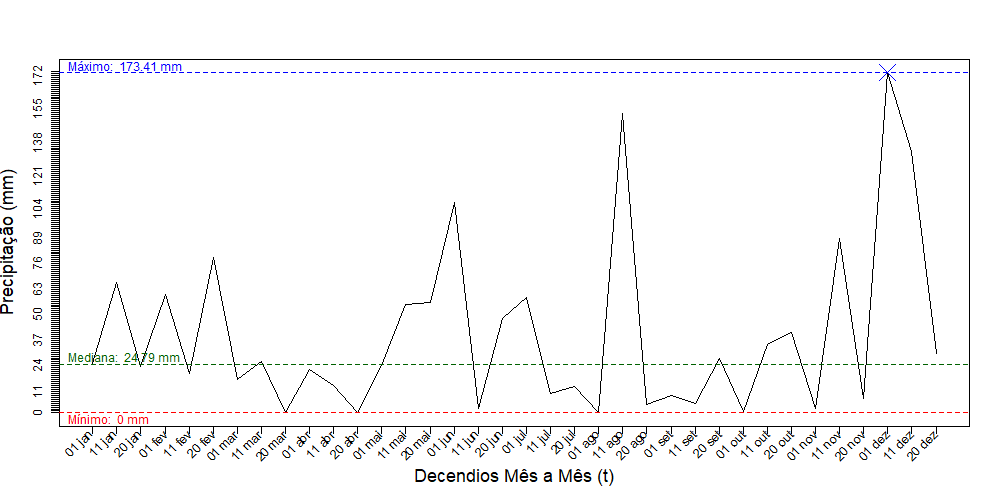 Máximo: 173.41 mm
Mediana: 24.79 mm
Mínimo: 0 mm
Precipitação (mm)
172
155
138
121
104
89
76
63
50
37
24
11
0
01 jan
11 jan
20 jan
01 fev
11 fev
20 fev
01 mar
11 mar
20 mar
01 abr
11 abr
20 abr
01 mai
11 mai
20 mai
01 jun
11 jun
20 jun
01 jul
11 jul
20 jul
01 ago
11 ago
20 ago
01 set
11 set
20 set
01 out
11 out
20 out
01 nov
11 nov
20 nov
01 dez
11 dez
20 dez
Decendios Mês a Mês (t)